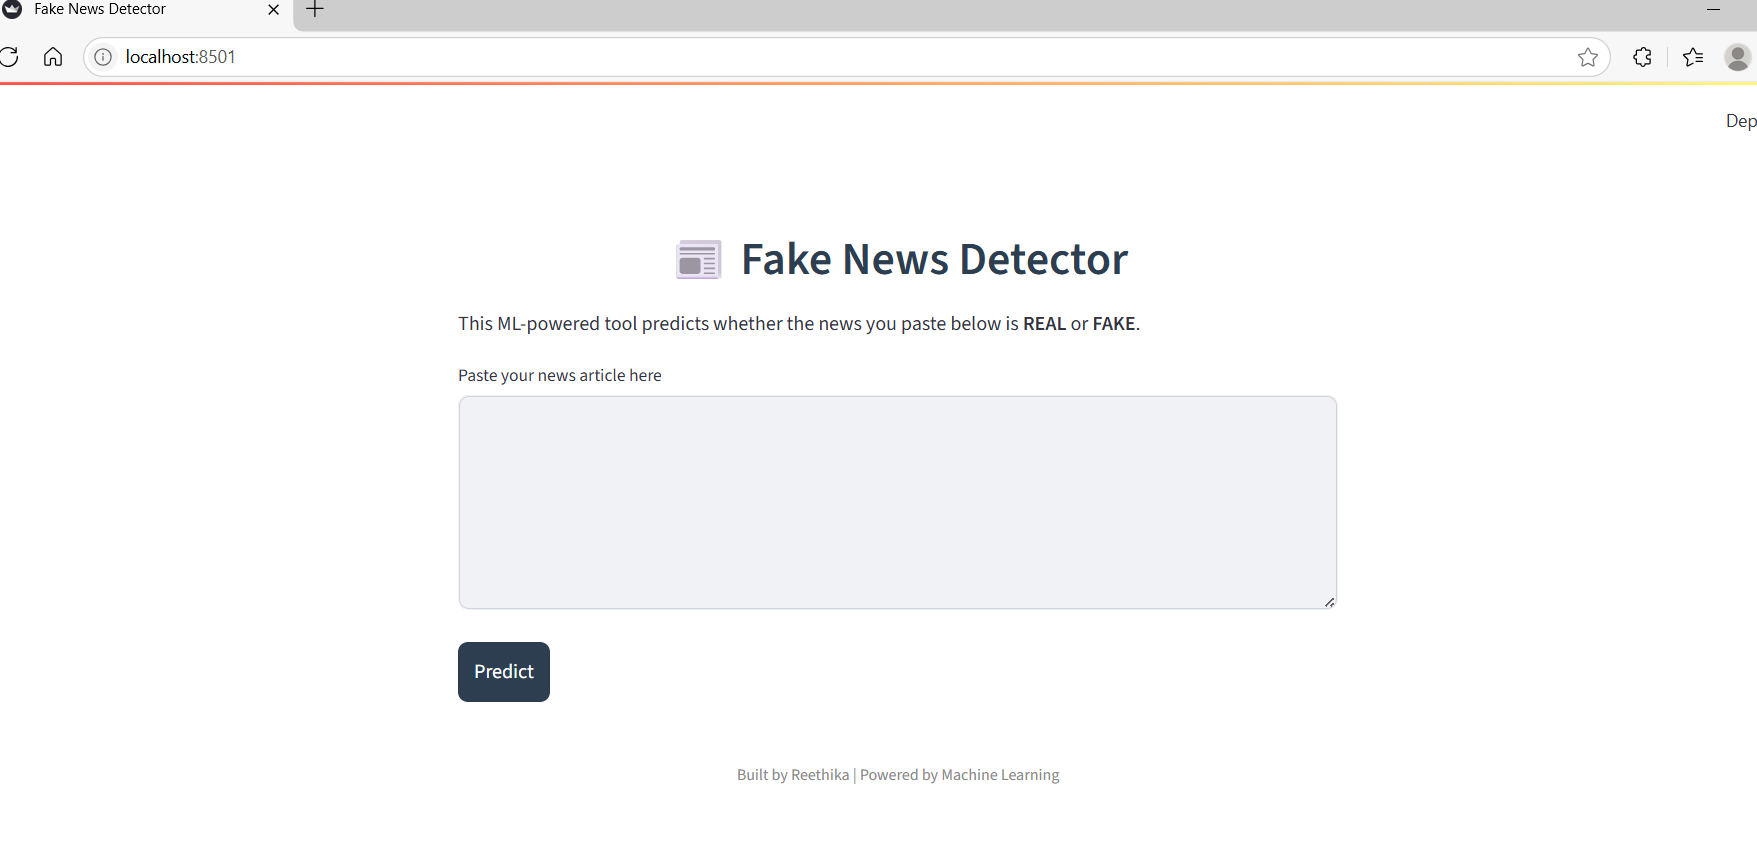 Fake News Detector
localhost:8501
Dep
Fake News Detector
This ML-powered tool predicts whether the news you paste below is REAL or FAKE.
Paste your news article here
Predict
Built by Reethika | Powered by Machine Learning